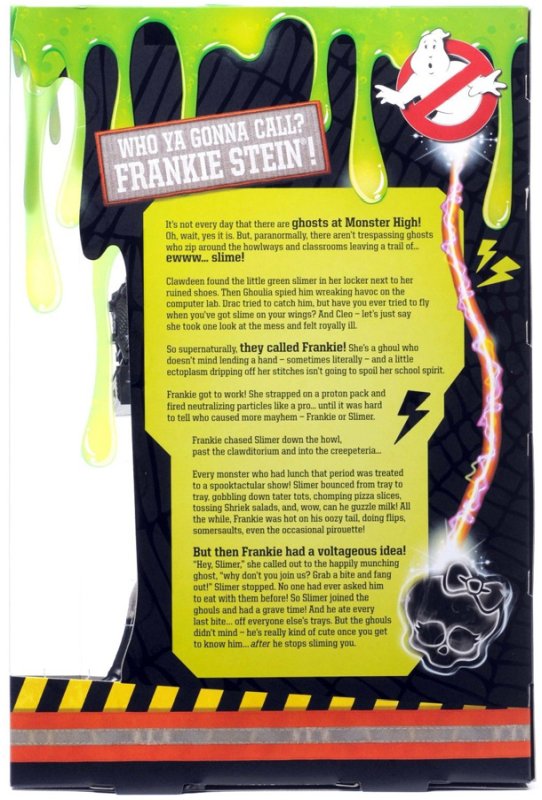 WHO YA GONNA CALL?
FRANKIE STEIN®!
It's not every day that there are ghosts at Monster High!
Oh, wait, yes it is. But, paranormally, there aren't trespassing ghosts
who zip around the howlways and classrooms leaving a trail of...
ewww... slime!
Clawdeen found the little green slimer in her locker next to her
ruined shoes. Then Ghoulia spied him wreaking havoc on the
computer lab. Drac tried to catch him, but have you ever tried to fly
when you've got slime on your wings? And Cleo – let's just say
she took one look at the mess and felt royally ill.
So supernaturally, they called Frankie! She's a ghoul who
doesn't mind lending a hand – sometimes literally – and a little
ectoplasm dripping off her stitches isn't going to spoil her school spirit.
Frankie got to work! She strapped on a proton pack and
fired neutralizing particles like a pro... until it was hard
to tell who caused more mayhem – Frankie or Slimer.
Frankie chased Slimer down the howl,
past the clawditorium and into the creepeteria...
Every monster who had lunch that period was treated
to a spooktactular show! Slimer bounced from tray to
tray, gobbling down tater tots, chomping pizza slices,
tossing Shriek salads, and, wow, can he guzzle milk! All
the while, Frankie was hot on his oozy tail, doing flips,
somersaults, even the occasional pirouette!
But then Frankie had a voltageous idea!
"Hey, Slimer," she called out to the happily munching
ghost, "why don't you join us? Grab a bite and fang
out!" Slimer stopped. No one had ever asked him
to eat with them before! So Slimer joined the
ghouls and had a grave time! And he ate every
last bite... off everyone else's trays. But the ghouls
didn't mind – he's really kind of cute once you get
to know him... after he stops sliming you.